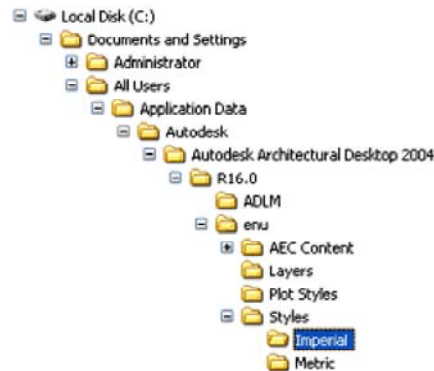 Local Disk (C:)
Documents and Settings
Administrator
All Users
Application Data
Autodesk
Autodesk Architectural Desktop 2004
R16.0
ADLM
enu
AEC Content
Layers
Plot Styles
Styles
Imperial
Metric